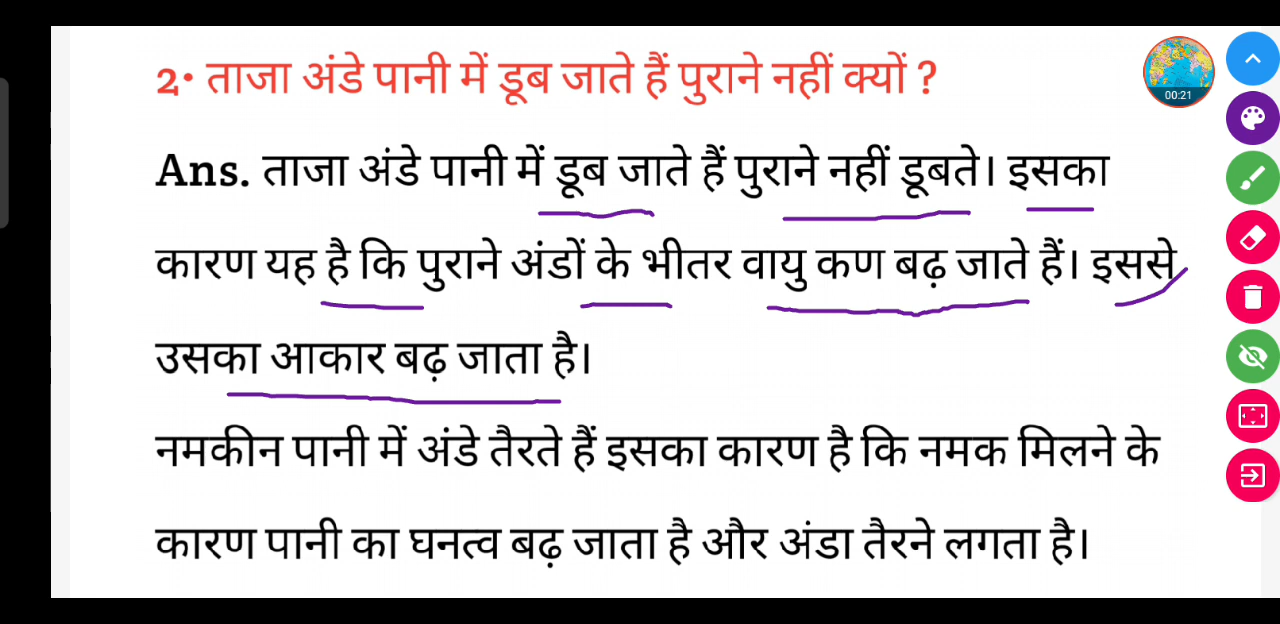 2. ताजा अंडे पानी में डूब जाते हैं पुराने नहीं क्यों ?
00:21
Ans. ताजा अंडे पानी में डूब जाते हैं पुराने नहीं डूबते। इसका
कारण यह है कि पुराने अंडों के भीतर वायु कण बढ़ जाते हैं। इससे
उसका आकार बढ़ जाता है।
नमकीन पानी में अंडे तैरते हैं इसका कारण है कि नमक मिलने के
कारण पानी का घनत्व बढ़ जाता है और अंडा तैरने लगता है।